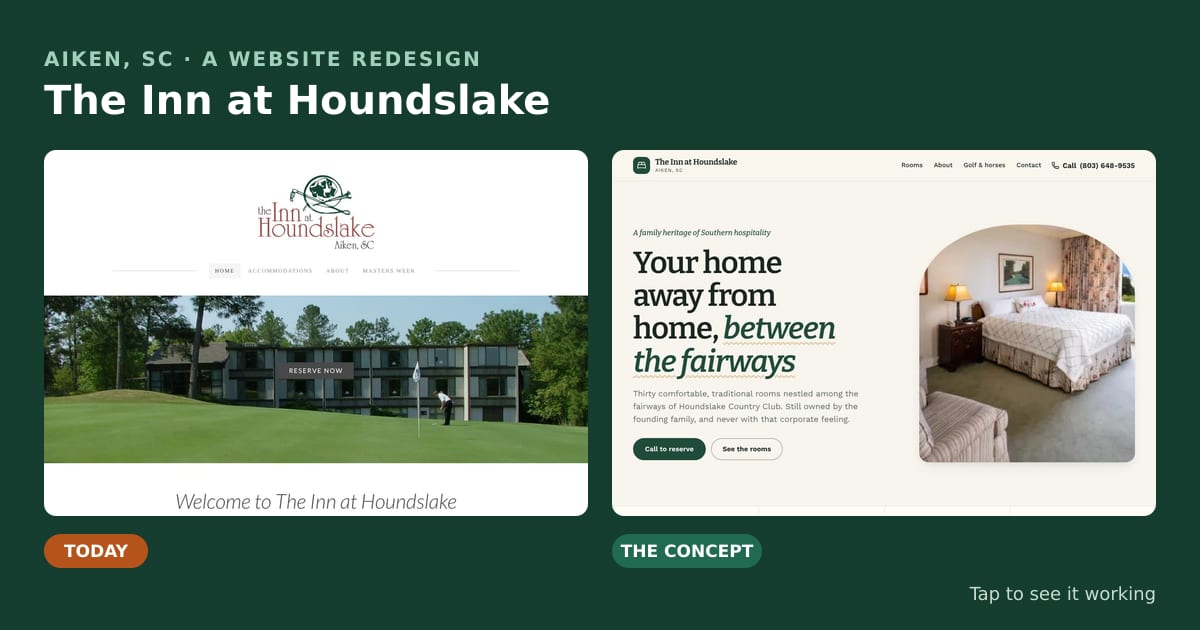 AIKEN, SC · A WEBSITE REDESIGN
The Inn at Houndslake
the Inn at
Houndslake
Aiken, SC
HOME ACCOMMODATIONS ABOUT MASTERS WEEK
RESERVE NOW
Welcome to The Inn at Houndslake
TODAY
The Inn at Houndslake
AIKEN, SC
Rooms About Golf & horses Contact Call (803) 648-9535
A family heritage of Southern hospitality
Your home
away from
home, between
the fairways
Thirty comfortable, traditional rooms nestled among the
fairways of Houndslake Country Club. Still owned by the
founding family, and never with that corporate feeling.
Call to reserve See the rooms
THE CONCEPT
Tap to see it working